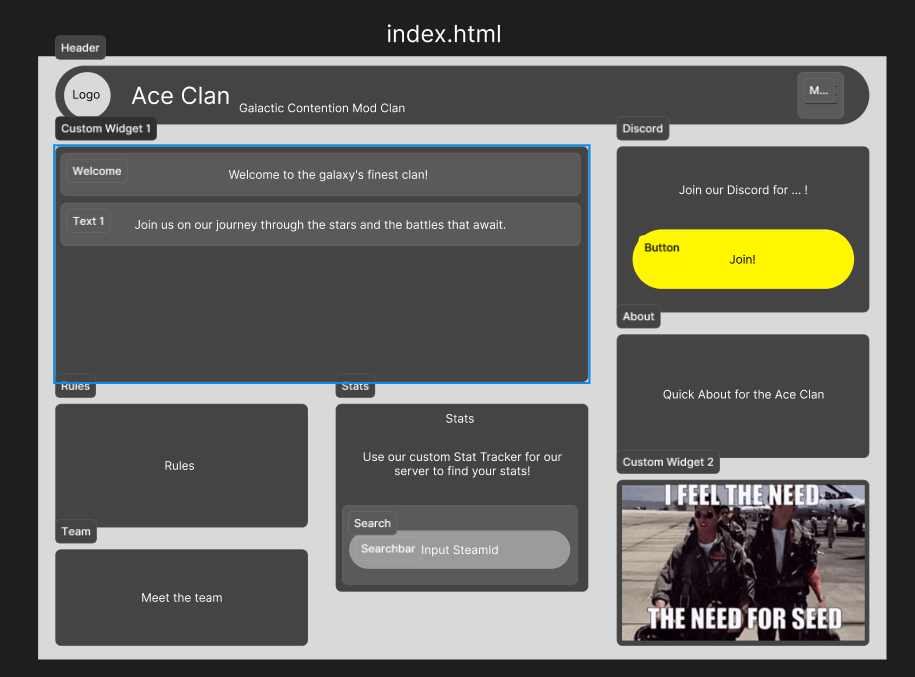 index.html
Header
Logo
Ace Clan
Galactic Contention Mod Clan
M...
Custom Widget 1
Welcome
Welcome to the galaxy's finest clan!
Text 1
Join us on our journey through the stars and the battles that await.
Discord
Join our Discord for ... !
Button
Join!
About
Quick About for the Ace Clan
Rules
Rules
Stats
Stats
Use our custom Stat Tracker for our
server to find your stats!
Search
Searchbar
Input SteamId
Team
Meet the team
Custom Widget 2
I FEEL THE NEED
THE NEED FOR SEED